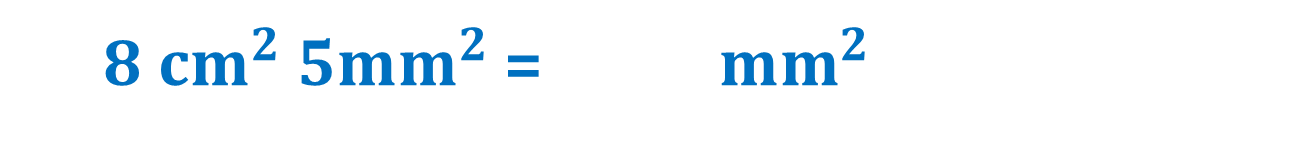 8 cm² 5mm² = mm²